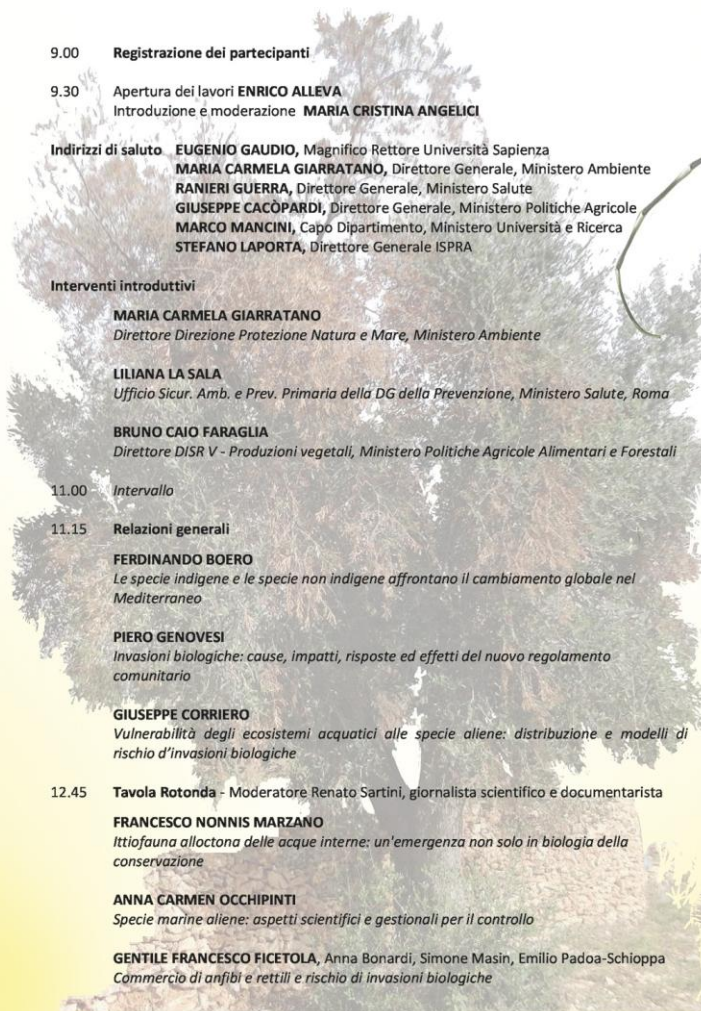 9.00 Registrazione dei partecipanti
9.30 Apertura dei lavori ENRICO ALLEVA
Introduzione e moderazione MARIA CRISTINA ANGELICI
Indirizzi di saluto EUGENIO GAUDIO, Magnifico Rettore Università Sapienza
MARIA CARMELA GIARRATANO, Direttore Generale, Ministero Ambiente
RANIERI GUERRA, Direttore Generale, Ministero Salute
GIUSEPPE CACÒPARDI, Direttore Generale, Ministero Politiche Agricole
MARCO MANCINI, Capo Dipartimento, Ministero Università e Ricerca
STEFANO LAPORTA, Direttore Generale ISPRA
Interventi introduttivi
MARIA CARMELA GIARRATANO
Direttore Direzione Protezione Natura e Mare, Ministero Ambiente
LILIANA LA SALA
Ufficio Sicur. Amb. e Prev. Primaria della DG della Prevenzione, Ministero Salute, Roma
BRUNO CAIO FARAGLIA
Direttore DISR V - Produzioni vegetali, Ministero Politiche Agricole Alimentari e Forestali
11.00 Intervallo
11.15 Relazioni generali
FERDINANDO BOERO
Le specie indigene e le specie non indigene affrontano il cambiamento globale nel
Mediterraneo
PIERO GENOVESI
Invasioni biologiche: cause, impatti, risposte ed effetti del nuovo regolamento
comunitario
GIUSEPPE CORRIERO
Vulnerabilità degli ecosistemi acquatici alle specie aliene: distribuzione e modelli di
rischio d'invasioni biologiche
12.45 Tavola Rotonda - Moderatore Renato Sartini, giornalista scientifico e documentarista
FRANCESCO NONNIS MARZANO
Ittiofauna alloctona delle acque interne: un'emergenza non solo in biologia della
conservazione
ANNA CARMEN OCCHIPINTI
Specie marine aliene: aspetti scientifici e gestionali per il controllo
GENTILE FRANCESCO FICETOLA, Anna Bonardi, Simone Masin, Emilio Padoa-Schioppa
Commercio di anfibi e rettili e rischio di invasioni biologiche